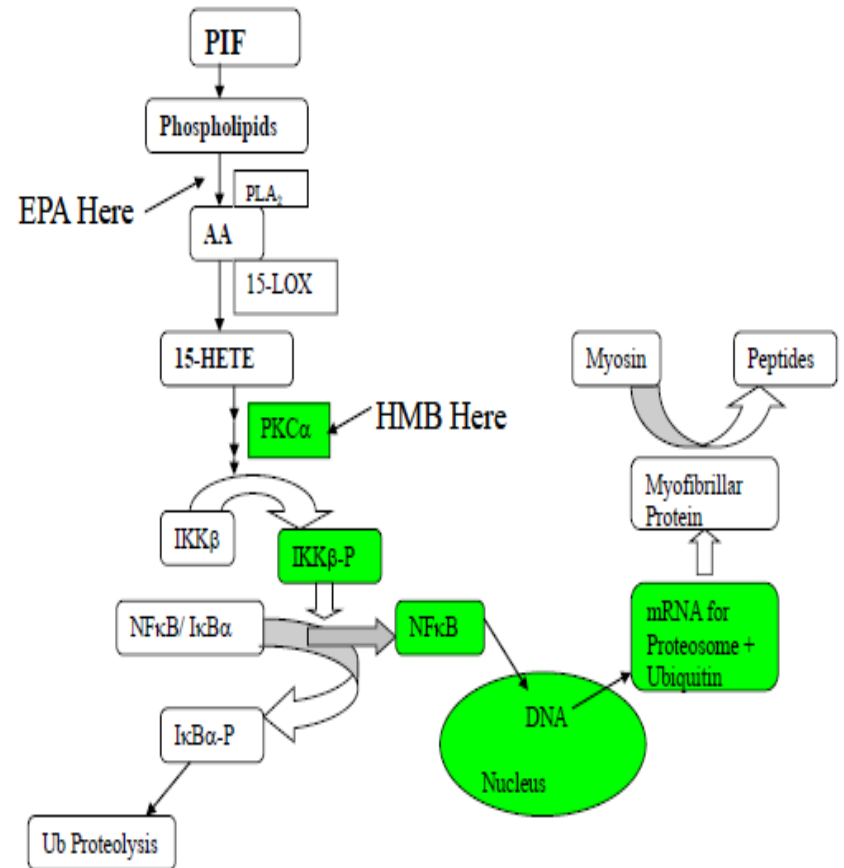 PIF
Phospholipids
EPA Here
PLA₂
AA
15-LOX
15-HETE
PKCα
HMB Here
Myosin
Peptides
Myofibrillar
Protein
IKKβ
IKKβ-P
NFκB/ IκBα
NFκB
mRNA for
Proteosome +
Ubiquitin
DNA
Nucleus
IκBα-P
Ub Proteolysis